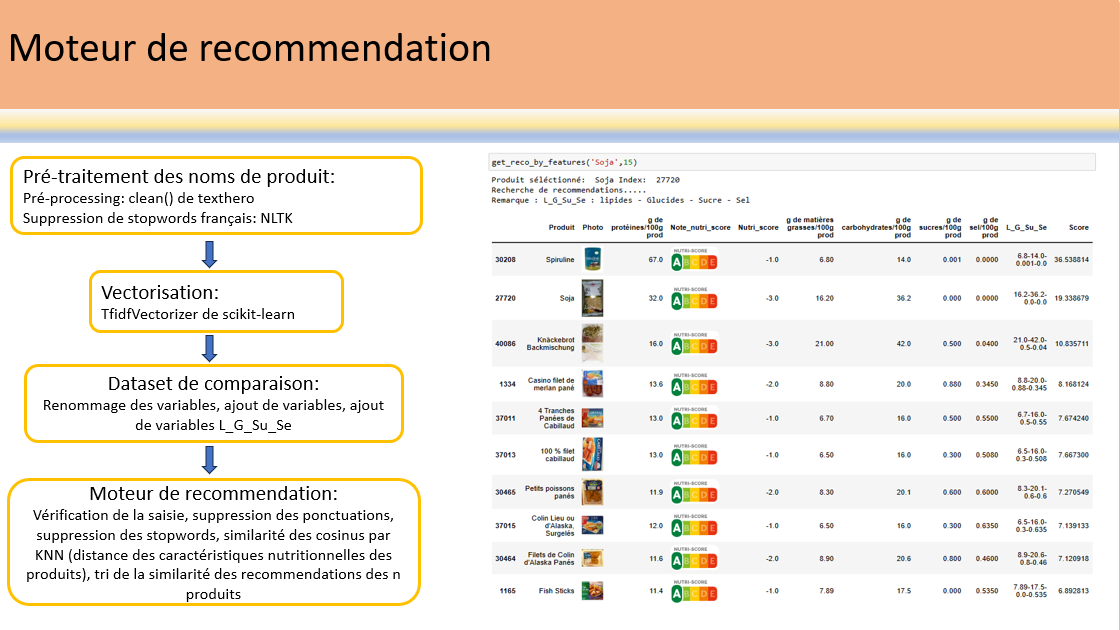 Moteur de recommendation
Pré-traitement des noms de produit:
Pré-processing: clean() de texthero
Suppression de stopwords français: NLTK
Vectorisation:
TfidfVectorizer de scikit-learn
Dataset de comparaison:
Renommage des variables, ajout de variables, ajout
de variables L_G_Su_Se
Moteur de recommendation:
Vérification de la saisie, suppression des ponctuations,
suppression des stopwords, similarité des cosinus par
KNN (distance des caractéristiques nutritionnelles des
produits), tri de la similarité des recommendations des n
produits
get_reco_by_features('Soja',15)
Produit séléctionné: Soja Index: 27720
Recherche de recommendations.....
Remarque : L_G_Su_Se : lipides - Glucides - Sucre - Sel
Produit Photo g de protéines/100g prod Note_nutri_score Nutri_score g de matières grasses/100g prod g de carbohydrates/100g prod g de sucres/100g prod g de sel/100g prod L_G_Su_Se Score
30208 Spiruline 67.0 NUTRI-SCORE A B C D E -1.0 6.80 14.0 0.001 0.0000 6.8-14.0-0.001-0.0 36.538814
27720 Soja 32.0 NUTRI-SCORE A B C D E -3.0 16.20 36.2 0.000 0.0000 16.2-36.2-0.0-0.0 19.338679
40086 Knäckebrot Backmischung 16.0 NUTRI-SCORE A B C D E -3.0 21.00 42.0 0.500 0.0400 21.0-42.0-0.5-0.04 10.835711
1334 Casino filet de merlan pané 13.6 NUTRI-SCORE A B C D E -2.0 8.80 20.0 0.880 0.3450 8.8-20.0-0.88-0.345 8.168124
37011 4 Tranches Panées de Cabillaud 13.0 NUTRI-SCORE A B C D E -1.0 6.70 16.0 0.500 0.5500 6.7-16.0-0.5-0.55 7.674240
37013 100 % filet cabillaud 13.0 NUTRI-SCORE A B C D E -1.0 6.50 16.0 0.300 0.5080 6.5-16.0-0.3-0.508 7.667300
30465 Petits poissons panés 11.9 NUTRI-SCORE A B C D E -2.0 8.30 20.1 0.600 0.6000 8.3-20.1-0.6-0.6 7.270549
37015 Colin Lieu ou d'Alaska, Surgelés 12.0 NUTRI-SCORE A B C D E -1.0 6.50 16.0 0.300 0.6350 6.5-16.0-0.3-0.635 7.139133
30464 Filets de Colin d'Alaska Panés 11.6 NUTRI-SCORE A B C D E -2.0 8.90 20.6 0.800 0.4600 8.9-20.6-0.8-0.46 7.120918
1165 Fish Sticks 11.4 NUTRI-SCORE A B C D E -1.0 7.89 17.5 0.000 0.5350 7.89-17.5-0.0-0.535 6.892813